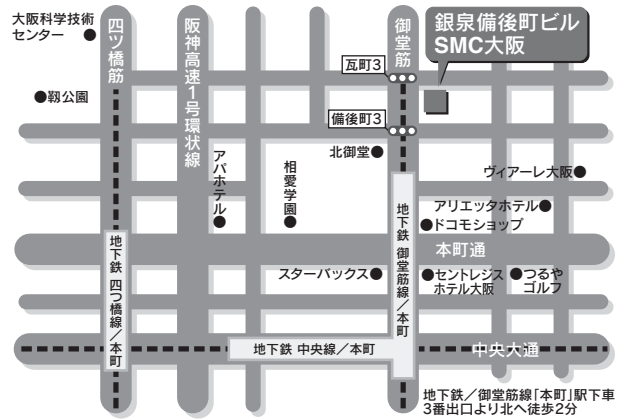 大阪科学技術
センター
四ツ橋筋
阪神高速1号環状線
御堂筋
銀泉備後町ビル
SMC大阪
瓦町3
靱公園
備後町3
北御堂
アパホテル
相愛学園
ヴィアーレ大阪
アリエッタホテル
ドコモショップ
本町通
地下鉄 四つ橋線／本町
地下鉄 御堂筋線／本町
スターバックス
セントレジス
ホテル大阪
つるや
ゴルフ
地下鉄 中央線／本町
中央大通
地下鉄／御堂筋線「本町」駅下車
3番出口より北へ徒歩2分